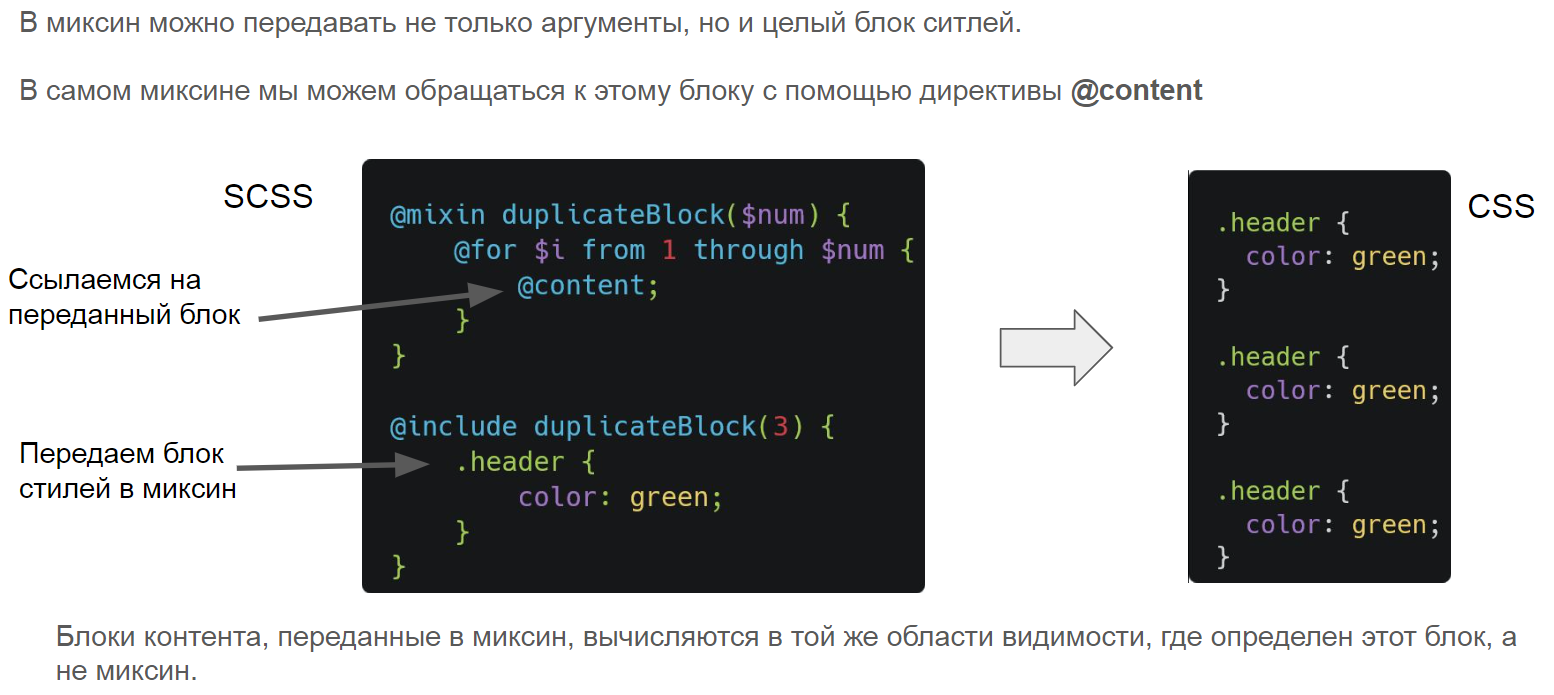 В миксин можно передавать не только аргументы, но и целый блок ситлей.
В самом миксине мы можем обращаться к этому блоку с помощью директивы @content
SCSS
@mixin duplicateBlock($num) {
@for $i from 1 through $num {
@content;
}
}
@include duplicateBlock(3) {
.header {
color: green;
}
}
Ссылаемся на
переданный блок
Передаем блок
стилей в миксин
CSS
.header {
color: green;
}
.header {
color: green;
}
.header {
color: green;
}
Блоки контента, переданные в миксин, вычисляются в той же области видимости, где определен этот блок, а
не миксин.